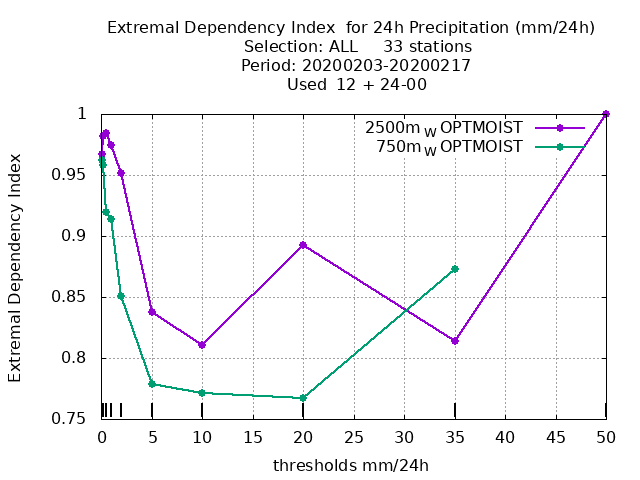 Extremal Dependency Index  for 24h Precipitation (mm/24h)
Selection: ALL     33 stations
Period: 20200203-20200217
Used  12 + 24-00
2500m W OPTMOIST
750m W OPTMOIST
Extremal Dependency Index
1
0.95
0.9
0.85
0.8
0.75
0 5 10 15 20 25 30 35 40 45 50
thresholds mm/24h